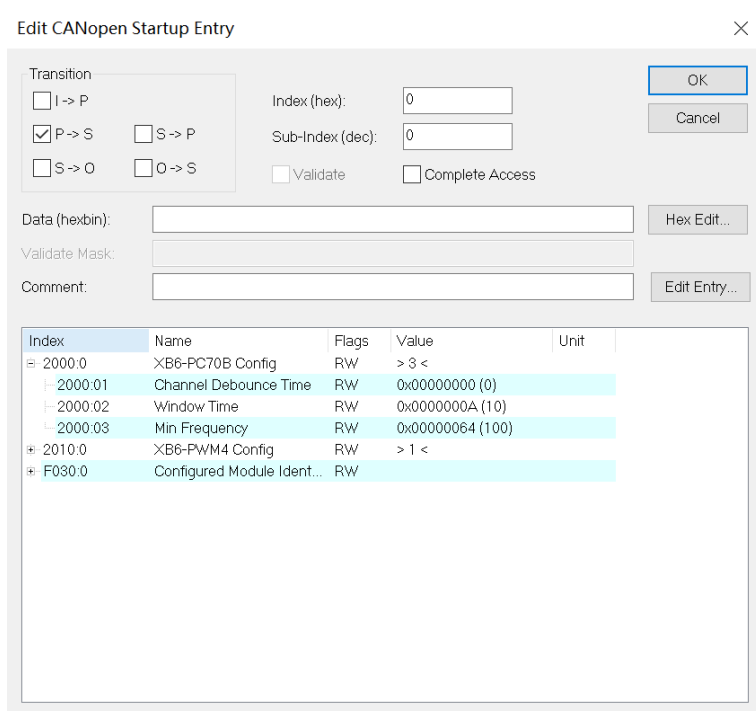 Edit CANopen Startup Entry
Transition
I -> P
P -> S
S -> P
S -> O
O -> S
Index (hex): 0
Sub-Index (dec): 0
Validate
Complete Access
OK
Cancel
Data (hexbin):
Hex Edit...
Validate Mask:
Comment:
Edit Entry...
Index Name Flags Value Unit
2000:0 XB6-PC70B Config RW > 3 <
2000:01 Channel Debounce Time RW 0x00000000 (0)
2000:02 Window Time RW 0x0000000A (10)
2000:03 Min Frequency RW 0x00000064 (100)
2010:0 XB6-PWM4 Config RW > 1 <
F030:0 Configured Module Ident... RW